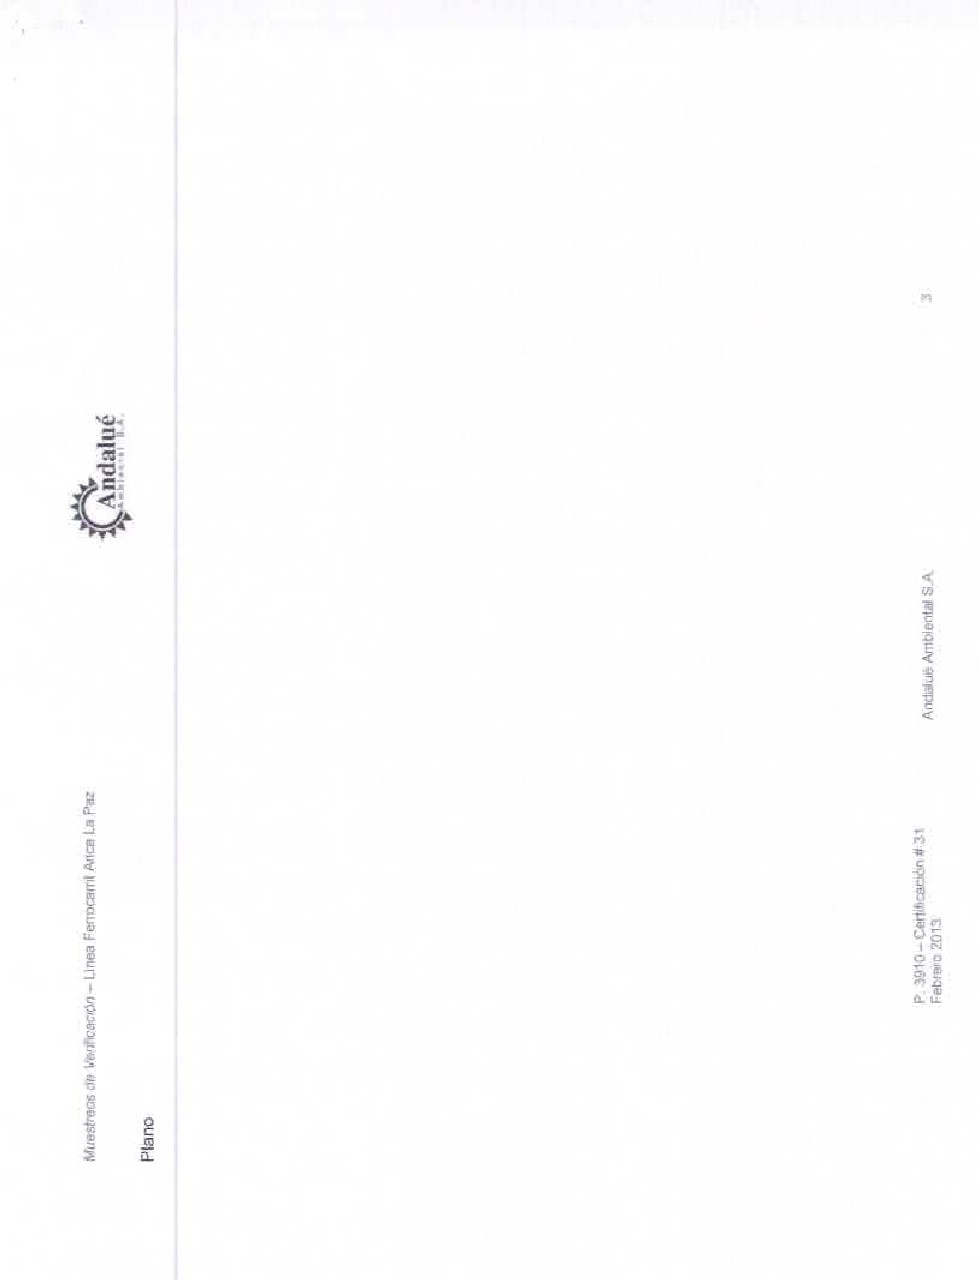 Muestreos de Verificación – Línea Ferrocarril Arica La Paz
Andalué
Ambiental S.A.
Plano
P. 3910 – Certificación # 31
Febrero 2013
Andalué Ambiental S.A.
3